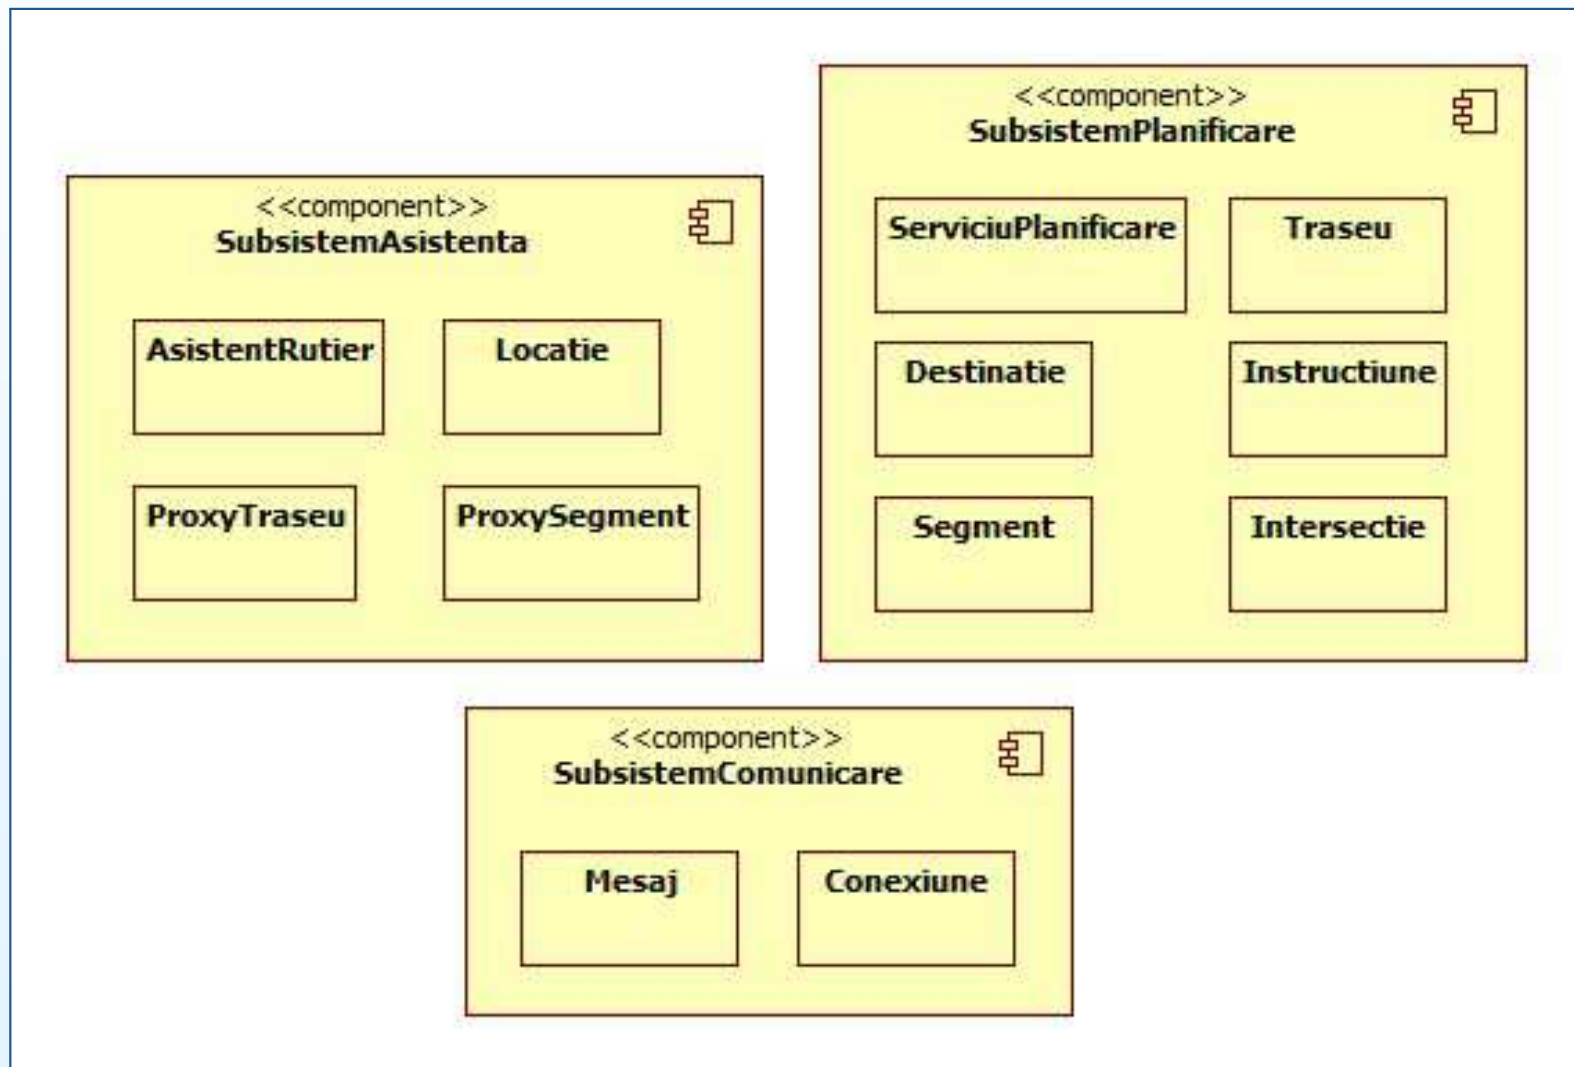 <<component>>
SubsistemAsistenta
AsistentRutier
Locatie
ProxyTraseu
ProxySegment
<<component>>
SubsistemPlanificare
ServiciuPlanificare
Traseu
Destinatie
Instructiune
Segment
Intersectie
<<component>>
SubsistemComunicare
Mesaj
Conexiune